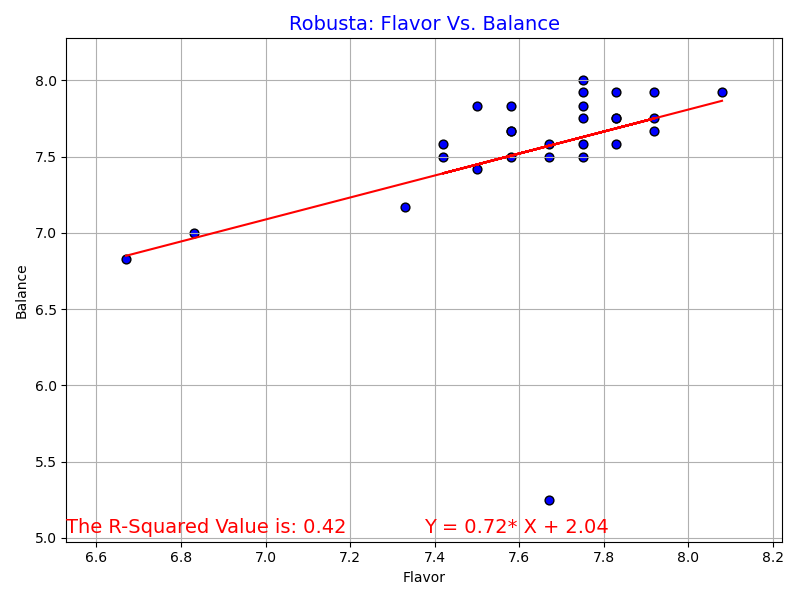 Robusta: Flavor Vs. Balance
8.0
7.5
7.0
6.5
6.0
5.5
5.0
Balance
The R-Squared Value is: 0.42 Y = 0.72* X + 2.04
6.6 6.8 7.0 7.2 7.4 7.6 7.8 8.0 8.2
Flavor